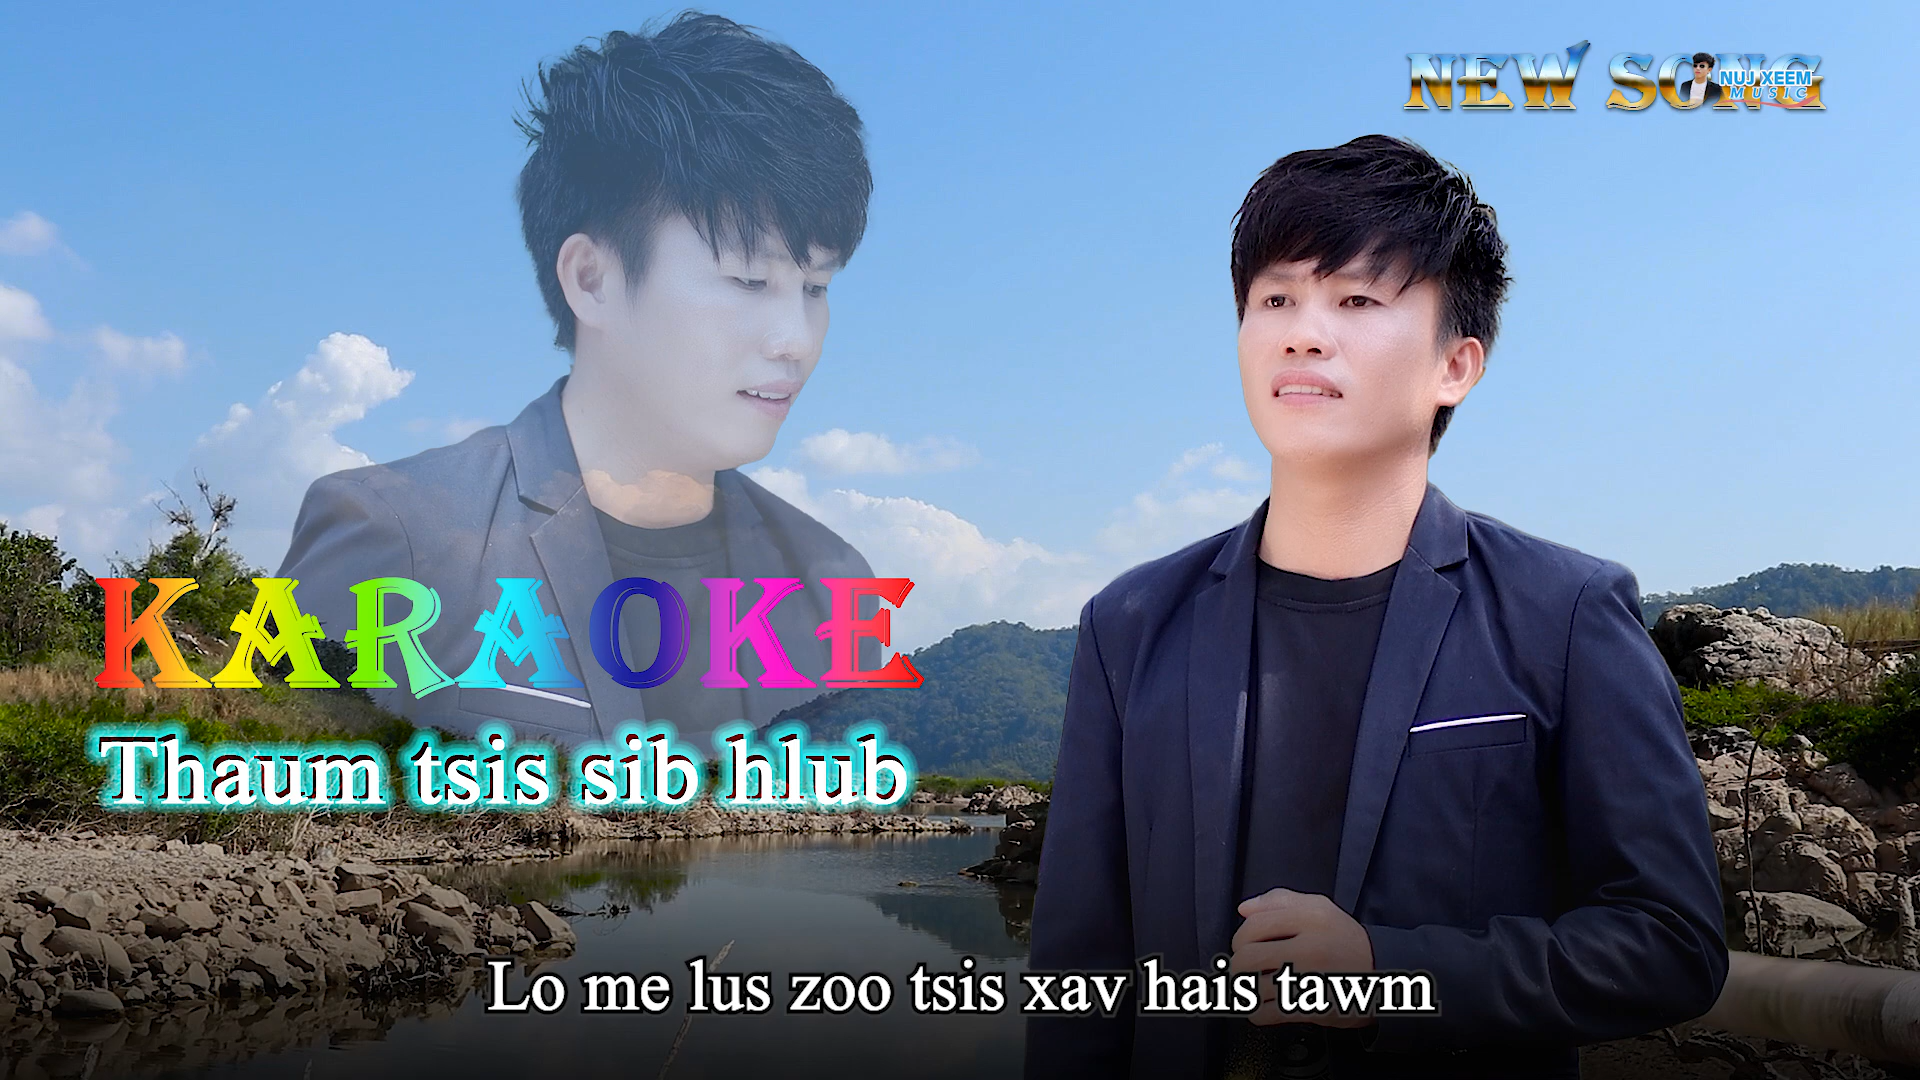 NEW SONG
NUJ XEEM
MUSIC
KARAOKE
Thaum tsis sib hlub
Lo me lus zoo tsis xav hais tawm